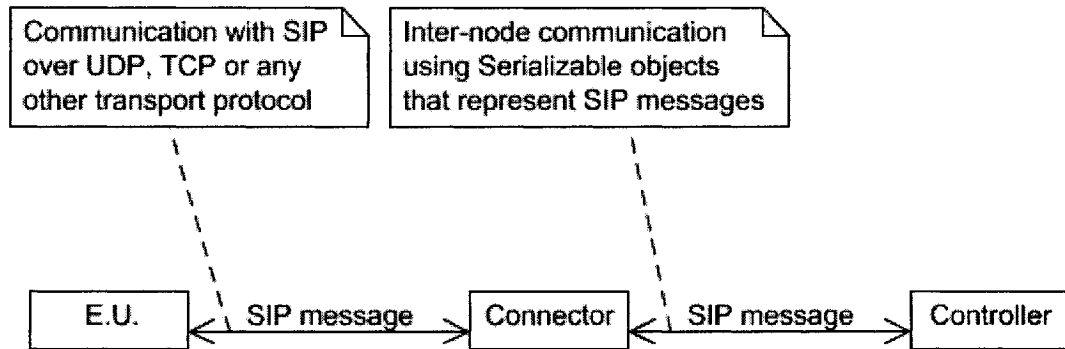 Communication with SIP
over UDP, TCP or any
other transport protocol
Inter-node communication
using Serializable objects
that represent SIP messages
E.U.
SIP message
Connector
SIP message
Controller